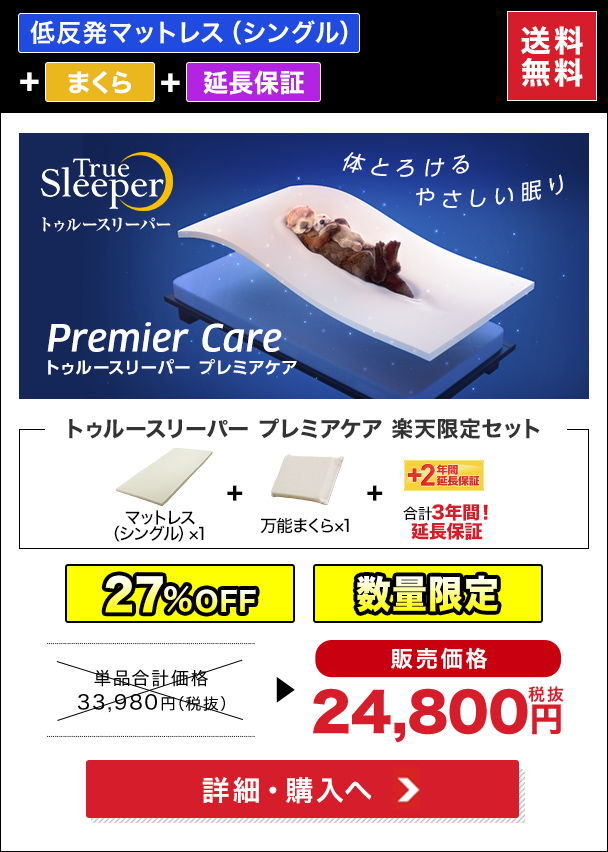 低反発マットレス(シングル)
+ まくら + 延長保証
送料
無料
True
Sleeper
トゥルースリーパー
体とろける
やさしい眠り
Premier Care
トゥルースリーパー プレミアケア
トゥルースリーパー プレミアケア 楽天限定セット
マットレス
(シングル)×1
+
万能まくら×1
+
+2年間
延長保証
合計3年間!
延長保証
27%OFF
数量限定
単品合計価格
33,980円(税抜)
販売価格
24,800円税抜
詳細・購入へ